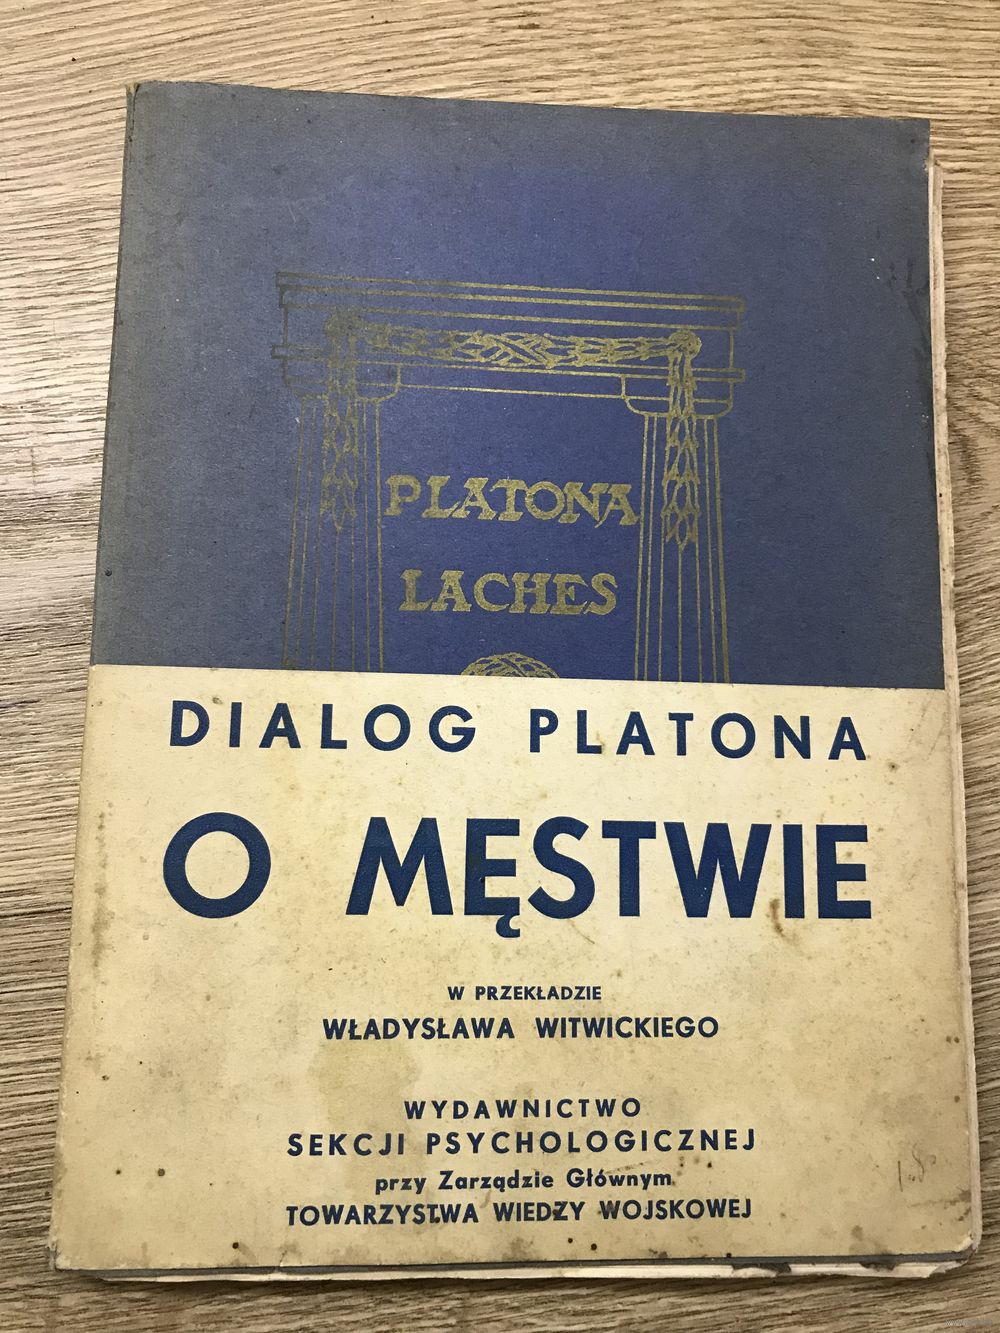 PLATONA
LACHES
DIALOG PLATONA
O MĘSTWIE
W PRZEKŁADZIE
WŁADYSŁAWA WITWICKIEGO
WYDAWNICTWO
SEKCJI PSYCHOLOGICZNEJ
przy Zarządzie Głównym
TOWARZYSTWA WIEDZY WOJSKOWEJ